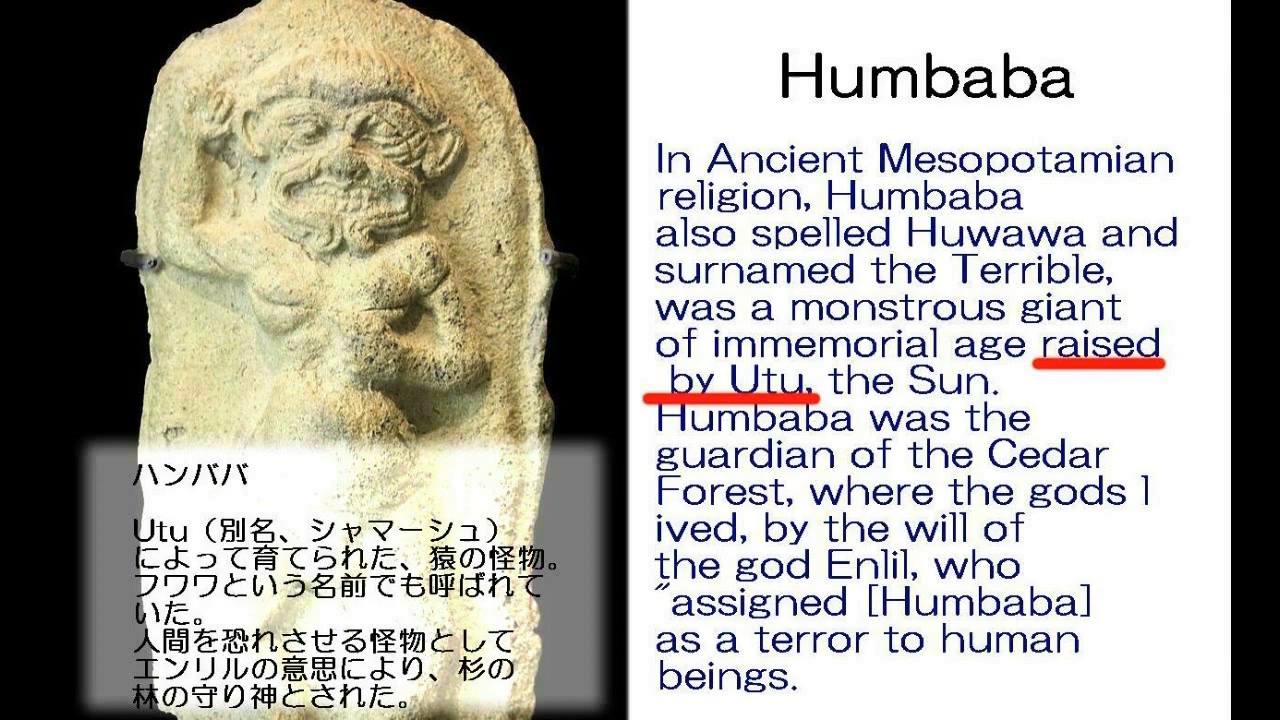 Humbaba
In Ancient Mesopotamian
religion, Humbaba
also spelled Huwawa and
surnamed the Terrible,
was a monstrous giant
of immemorial age raised
by Utu, the Sun.
Humbaba was the
guardian of the Cedar
Forest, where the gods l
ived, by the will of
the god Enlil, who
"assigned [Humbaba]
as a terror to human
beings.
ハンババ
Utu（別名、シャマーシュ）
によって育てられた、猿の怪物。
フワワという名前でも呼ばれて
いた。
人間を恐れさせる怪物として
エンリルの意思により、杉の
林の守り神とされた。